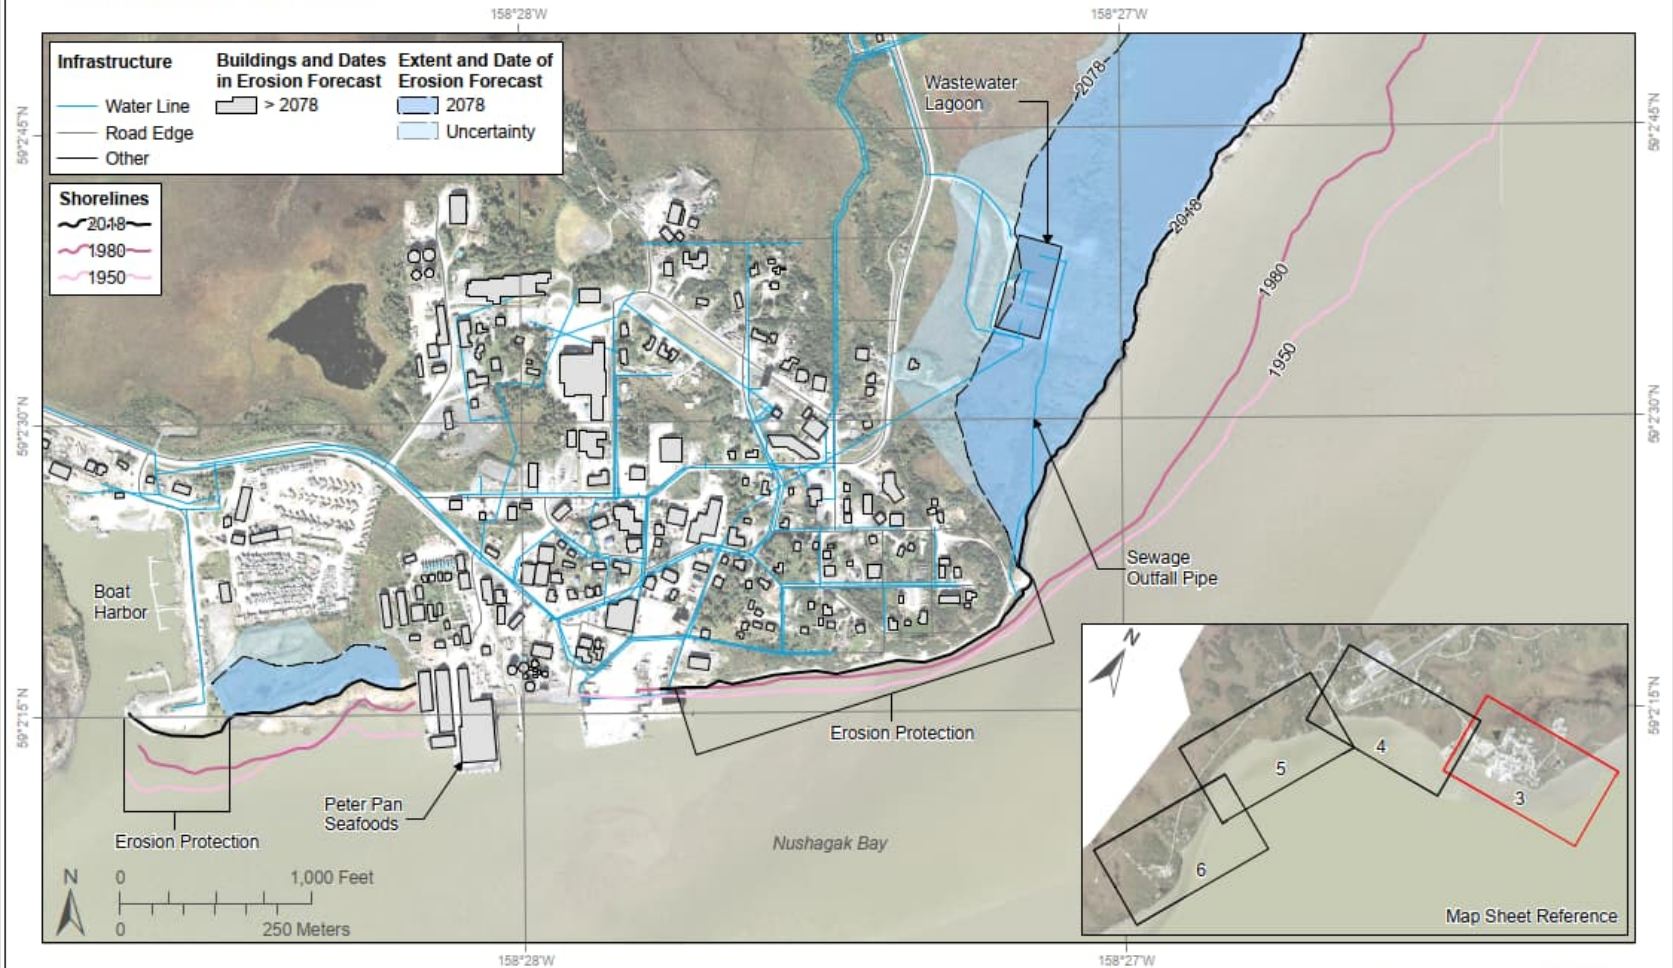 158°28'W
158°27'W
Infrastructure
Water Line
Road Edge
Other
Buildings and Dates
in Erosion Forecast
> 2078
Extent and Date of
Erosion Forecast
2078
Uncertainty
Shorelines
2018
1980
1950
59°2'45"N
59°2'45"N
59°2'30"N
59°2'30"N
59°2'15"N
59°2'15"N
Wastewater
Lagoon
2078
2018
1980
1950
Sewage
Outfall Pipe
Boat
Harbor
Erosion Protection
Peter Pan
Seafoods
Erosion Protection
Nushagak Bay
N
0
1,000 Feet
0
250 Meters
N
3
4
5
6
Map Sheet Reference
158°28'W
158°27'W